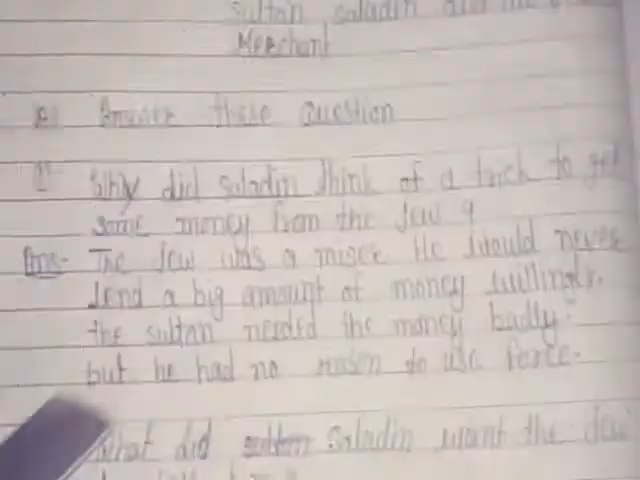 Sultan Saladin and the
Merchant
Q. Answer these question
1 Why did Saladin think of a trick to get
some money from the Jew ?
Ans- The Jew was a miser He would never
lend a big amount of money willingly.
the sultan needed the money badly.
but he had no reason to use force.
What did Saladin want the Jew